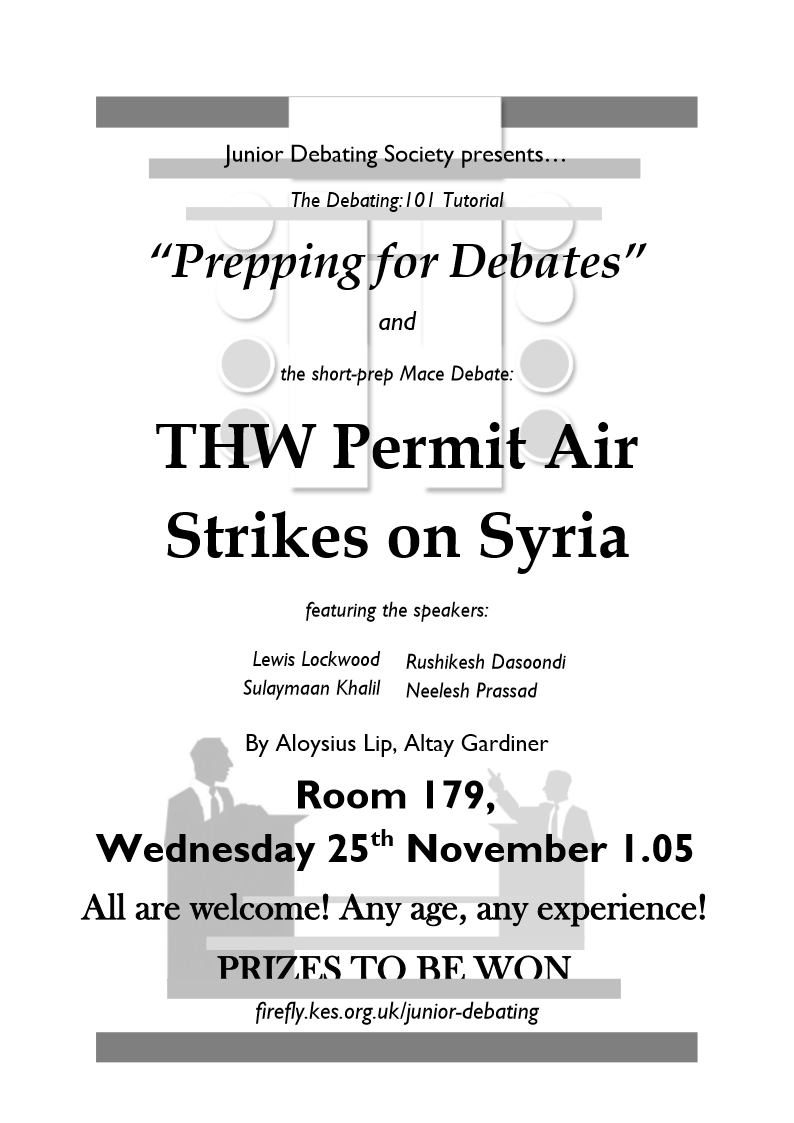 Junior Debating Society presents…
The Debating:101 Tutorial
“Prepping for Debates”
and
the short-prep Mace Debate:
THW Permit Air
Strikes on Syria
featuring the speakers:
Lewis Lockwood
Sulaymaan Khalil
Rushikesh Dasoondi
Neelesh Prassad
By Aloysius Lip, Altay Gardiner
Room 179,
Wednesday 25th November 1.05
All are welcome! Any age, any experience!
PRIZES TO BE WON
firefly.kes.org.uk/junior-debating